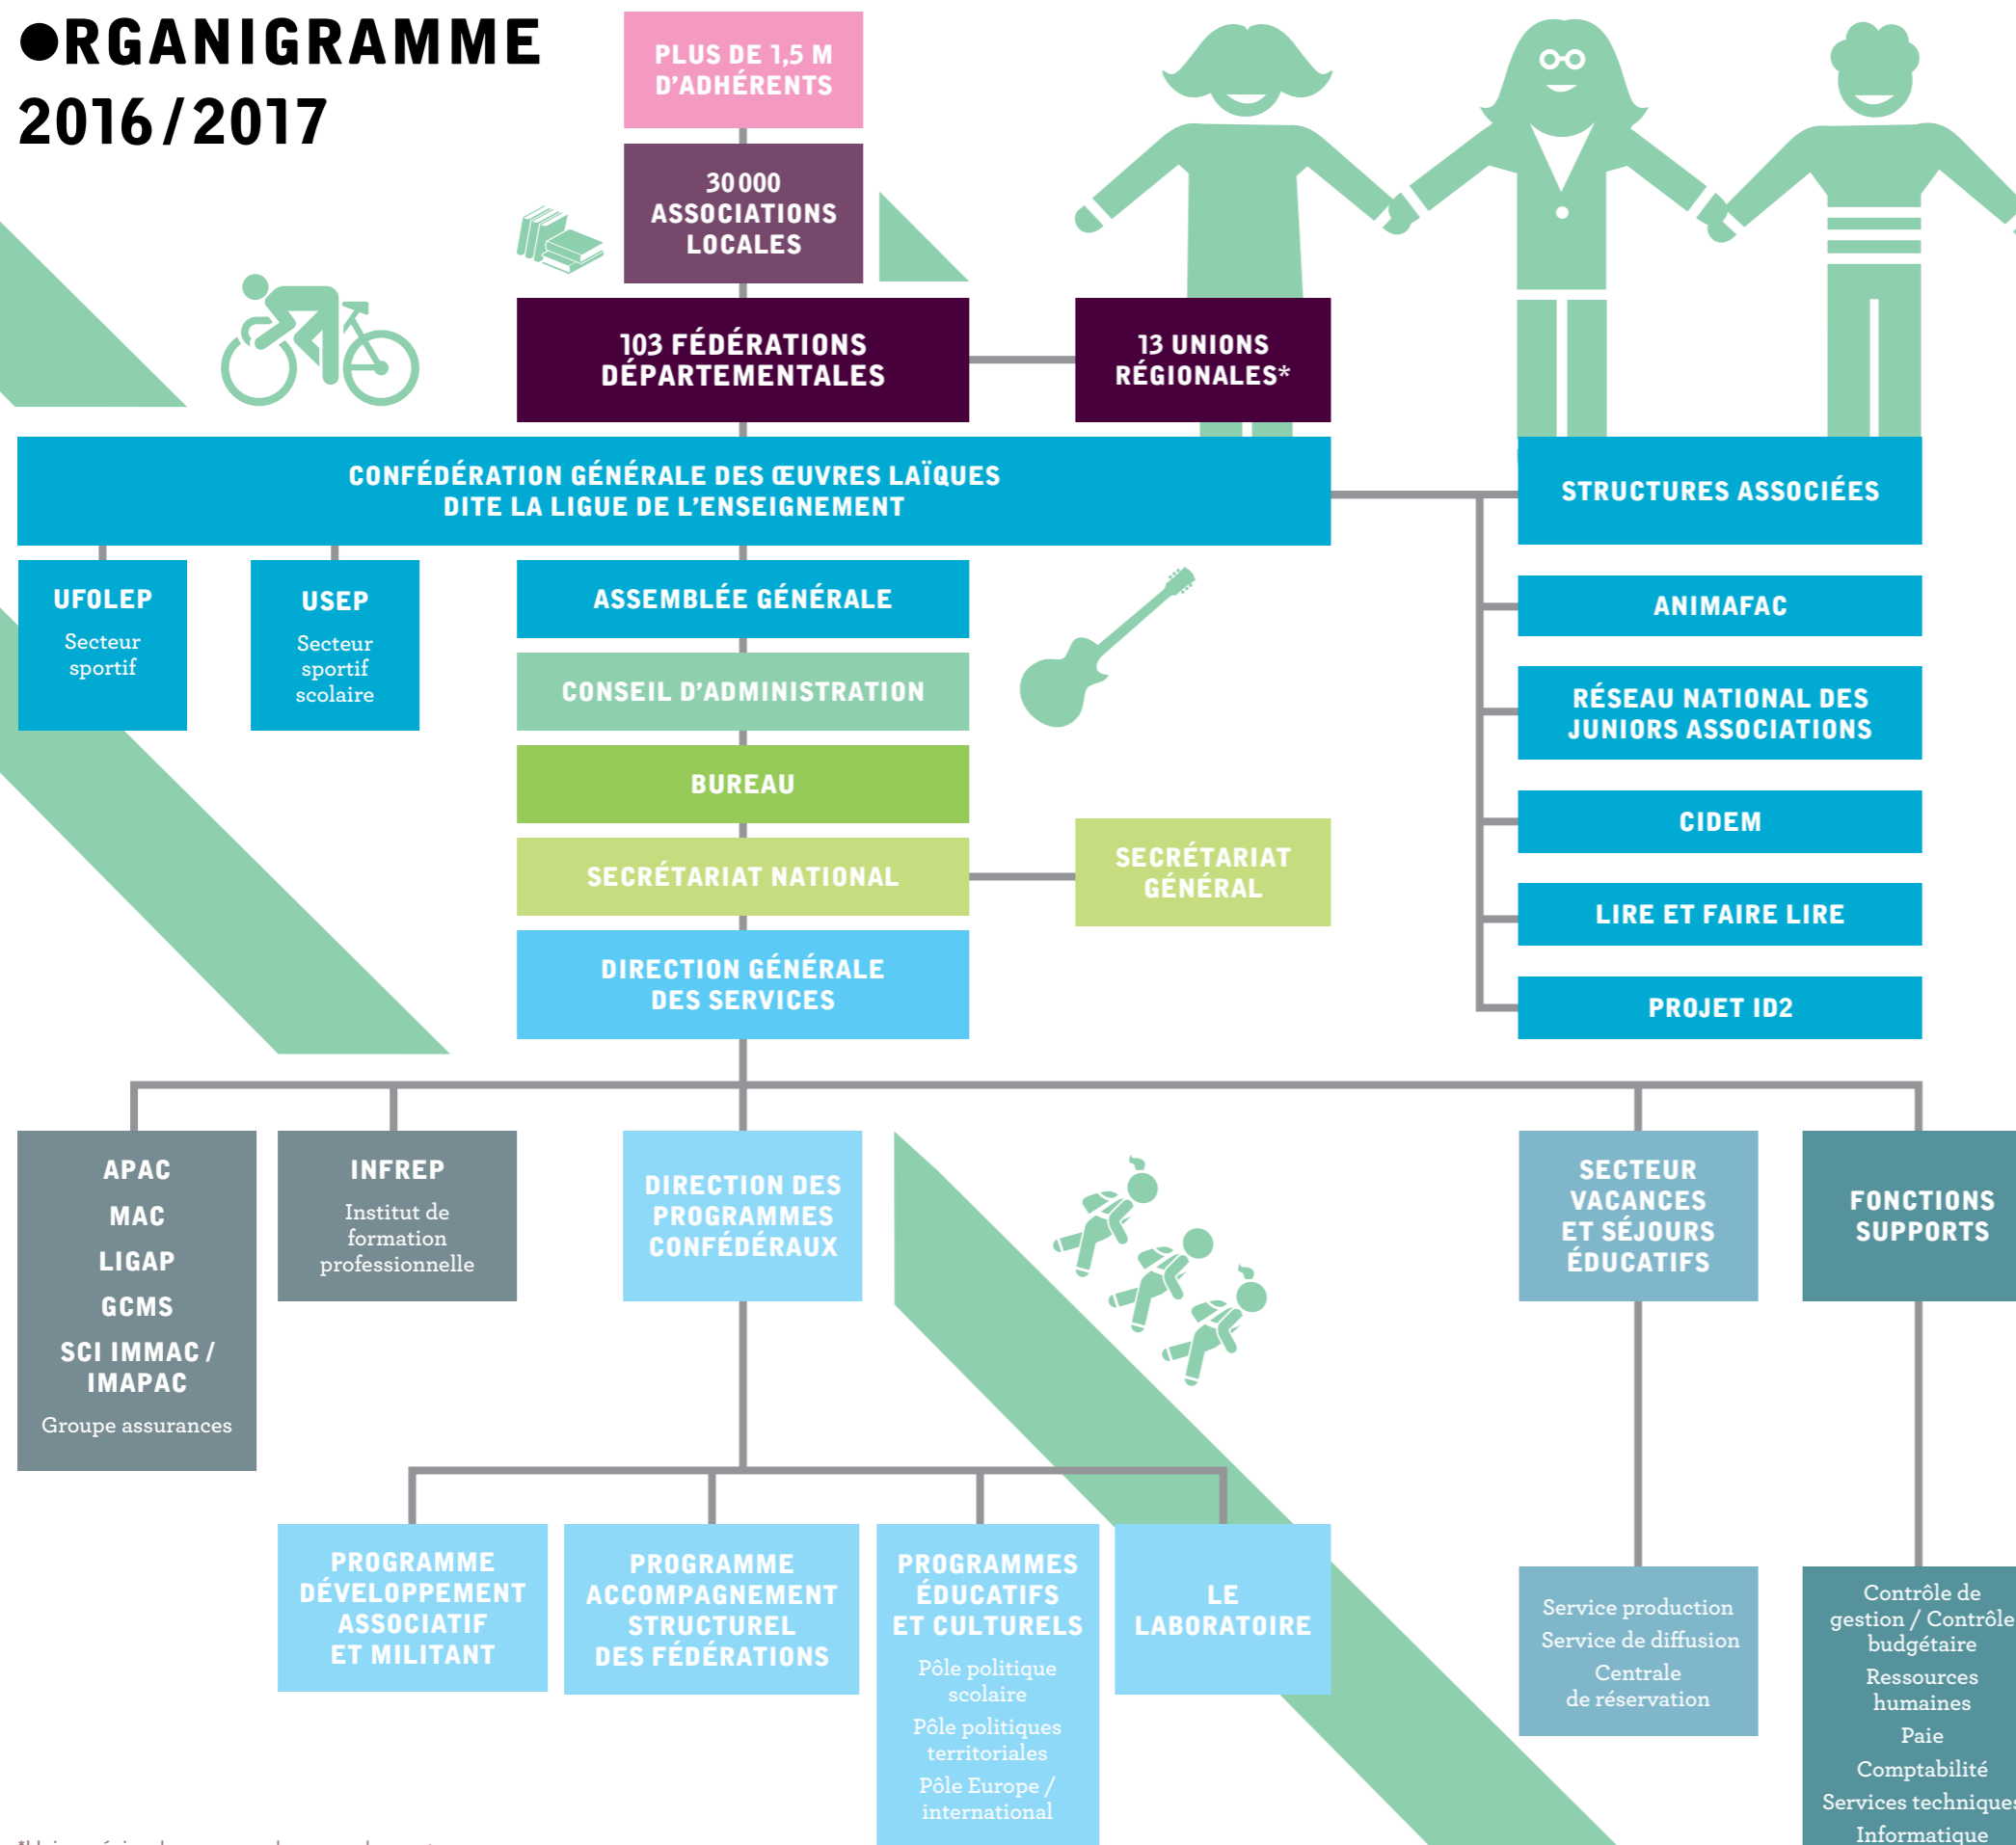 ●RGANIGRAMME
2016/2017
PLUS DE 1,5 M
D'ADHÉRENTS
30 000
ASSOCIATIONS
LOCALES
103 FÉDÉRATIONS
DÉPARTEMENTALES
13 UNIONS
RÉGIONALES*
CONFÉDÉRATION GÉNÉRALE DES ŒUVRES LAÏQUES
DITE LA LIGUE DE L'ENSEIGNEMENT
STRUCTURES ASSOCIÉES
UFOLEP
Secteur
sportif
USEP
Secteur
sportif
scolaire
ASSEMBLÉE GÉNÉRALE
CONSEIL D'ADMINISTRATION
BUREAU
SECRÉTARIAT NATIONAL
SECRÉTARIAT
GÉNÉRAL
DIRECTION GÉNÉRALE
DES SERVICES
ANIMAFAC
RÉSEAU NATIONAL DES
JUNIORS ASSOCIATIONS
CIDEM
LIRE ET FAIRE LIRE
PROJET ID2
APAC
MAC
LIGAP
GCMS
SCI IMMAC /
IMAPAC
Groupe assurances
INFREP
Institut de
formation
professionnelle
DIRECTION DES
PROGRAMMES
CONFÉDÉRAUX
SECTEUR
VACANCES
ET SÉJOURS
ÉDUCATIFS
FONCTIONS
SUPPORTS
PROGRAMME
DÉVELOPPEMENT
ASSOCIATIF
ET MILITANT
PROGRAMME
ACCOMPAGNEMENT
STRUCTUREL
DES FÉDÉRATIONS
PROGRAMMES
ÉDUCATIFS
ET CULTURELS
Pôle politique
scolaire
Pôle politiques
territoriales
Pôle Europe /
international
LE
LABORATOIRE
Service production
Service de diffusion
Centrale
de réservation
Contrôle de
gestion / Contrôle
budgétaire
Ressources
humaines
Paie
Comptabilité
Services techniques
Informatique